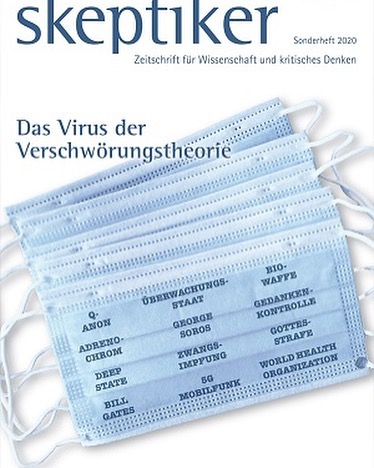 skeptiker
Sonderheft 2020
Zeitschrift für Wissenschaft und kritisches Denken
Das Virus der
Verschwörungstheorie
Q-
ANON
ÜBERWACHUNGS-
STAAT
BIO-
WAFFE
ADRENO-
CHROM
GEORGE
SOROS
GEDANKEN-
KONTROLLE
DEEP
STATE
ZWANGS-
IMPFUNG
GOTTES-
STRAFE
BILL
GATES
5G
MOBILFUNK
WORLD HEALTH
ORGANIZATION